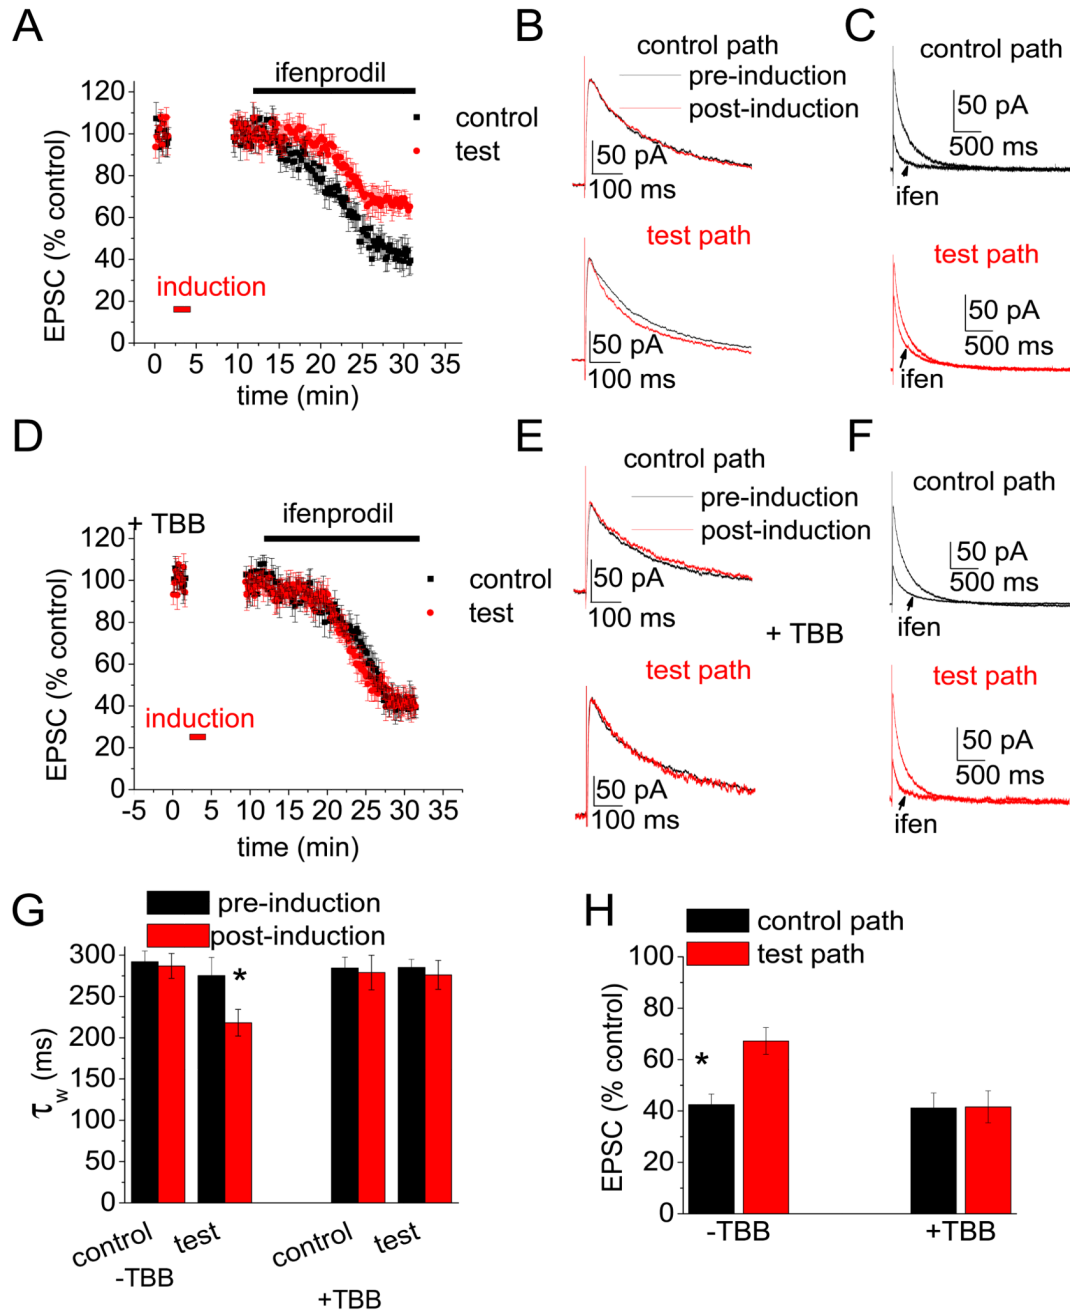 A
ifenprodil
120
100
80
60
40
20
0
EPSC (% control)
control
test
induction
0 5 10 15 20 25 30 35
time (min)
B
control path
pre-induction
post-induction
50 pA
100 ms
test path
50 pA
100 ms
C
control path
50 pA
500 ms
ifen
test path
50 pA
500 ms
ifen
D
+ TBB
ifenprodil
120
100
80
60
40
20
0
EPSC (% control)
control
test
induction
-5 0 5 10 15 20 25 30 35
time (min)
E
control path
pre-induction
post-induction
50 pA
100 ms
+ TBB
test path
50 pA
100 ms
F
control path
50 pA
500 ms
ifen
test path
50 pA
500 ms
ifen
G
pre-induction
post-induction
300
250
200
150
100
50
0
τw (ms)
*
control test control test
-TBB
+TBB
H
control path
test path
100
80
60
40
20
0
EPSC (% control)
*
-TBB +TBB